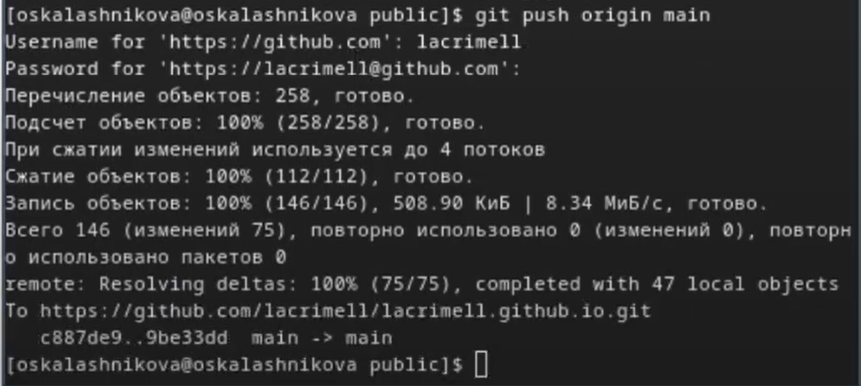 [oskalashnikova@oskalashnikova public]$ git push origin main
Username for 'https://github.com': lacrimell
Password for 'https://lacrimell@github.com':
Перечисление объектов: 258, готово.
Подсчет объектов: 100% (258/258), готово.
При сжатии изменений используется до 4 потоков
Сжатие объектов: 100% (112/112), готово.
Запись объектов: 100% (146/146), 508.90 КиБ | 8.34 МиБ/с, готово.
Всего 146 (изменений 75), повторно использовано 0 (изменений 0), повторн
о использовано пакетов 0
remote: Resolving deltas: 100% (75/75), completed with 47 local objects
To https://github.com/lacrimell/lacrimell.github.io.git
   c887de9..9be33dd  main -> main
[oskalashnikova@oskalashnikova public]$